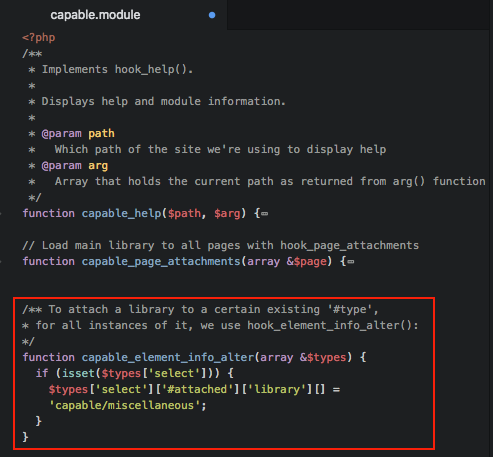 capable.module
<?php
/**
 * Implements hook_help().
 *
 * Displays help and module information.
 *
 * @param path
 *   Which path of the site we're using to display help
 * @param arg
 *   Array that holds the current path as returned from arg() function
 */
function capable_help($path, $arg) {
// Load main library to all pages with hook_page_attachments
function capable_page_attachments(array &$page) {
/** To attach a library to a certain existing '#type',
* for all instances of it, we use hook_element_info_alter():
*/
function capable_element_info_alter(array &$types) {
  if (isset($types['select'])) {
    $types['select']['#attached']['library'][] =
    'capable/miscellaneous';
  }
}